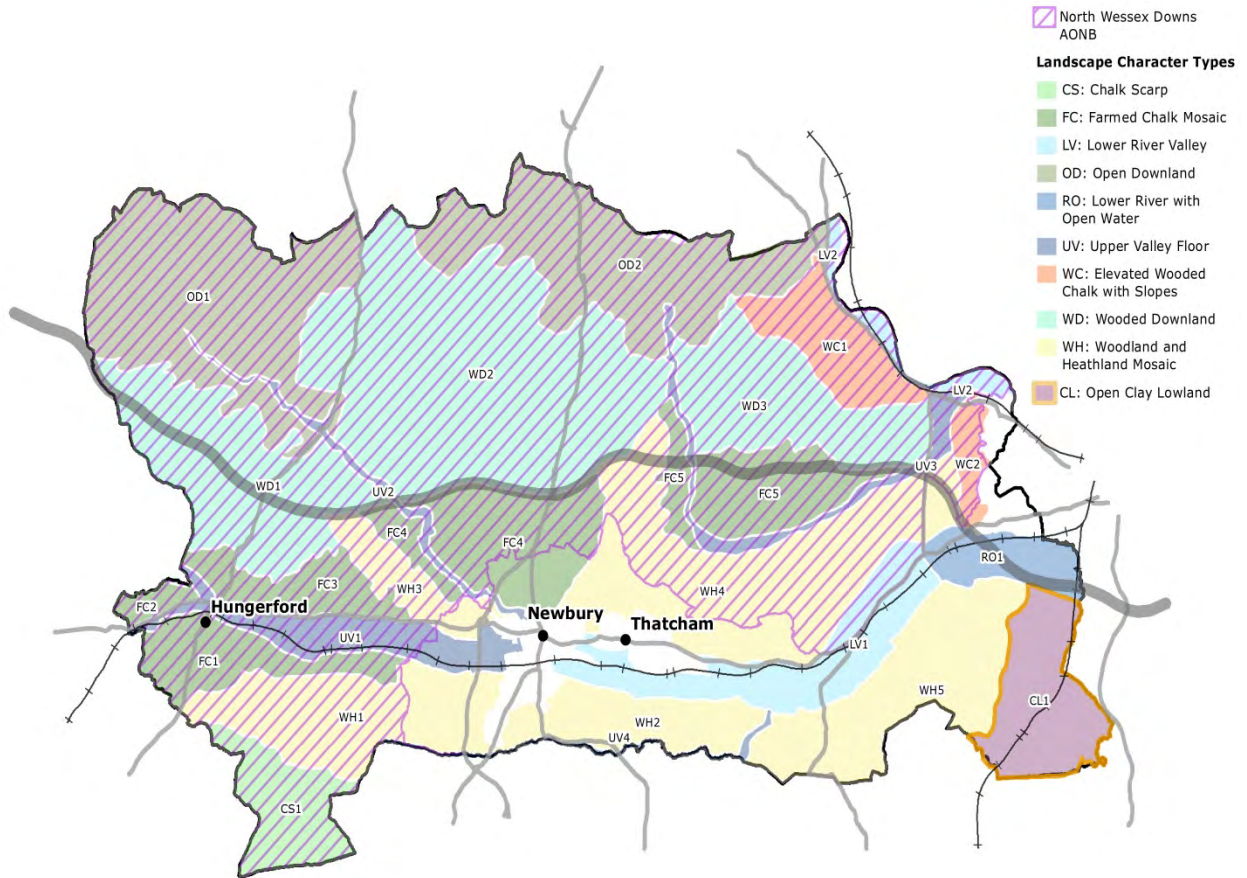 North Wessex Downs
AONB
Landscape Character Types
CS: Chalk Scarp
FC: Farmed Chalk Mosaic
LV: Lower River Valley
OD: Open Downland
RO: Lower River with
Open Water
UV: Upper Valley Floor
WC: Elevated Wooded
Chalk with Slopes
WD: Wooded Downland
WH: Woodland and
Heathland Mosaic
CL: Open Clay Lowland
LV2
OD2
OD1
WC1
WD2
LV2
WD3
WC2
UV3
FC5
FC5
WD1
UV2
FC4
FC4
RO1
FC3
WH3
WH4
FC2
Hungerford
Newbury
Thatcham
UV1
LV1
FC1
WH5
CL1
WH1
WH2
UV4
CS1